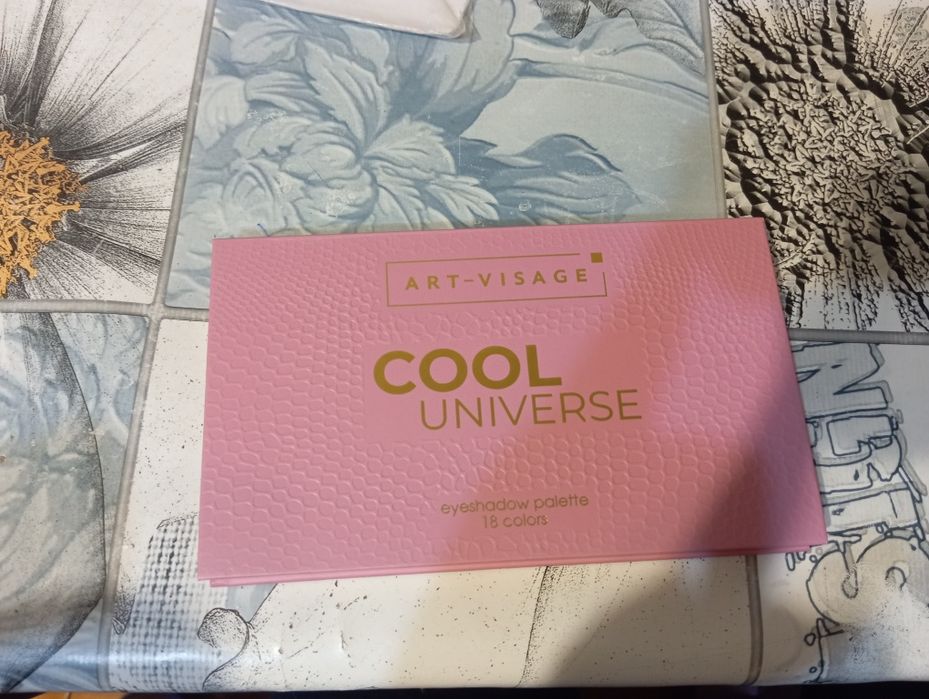 ART-VISAGE
COOL
UNIVERSE
eyeshadow palette
18 colors